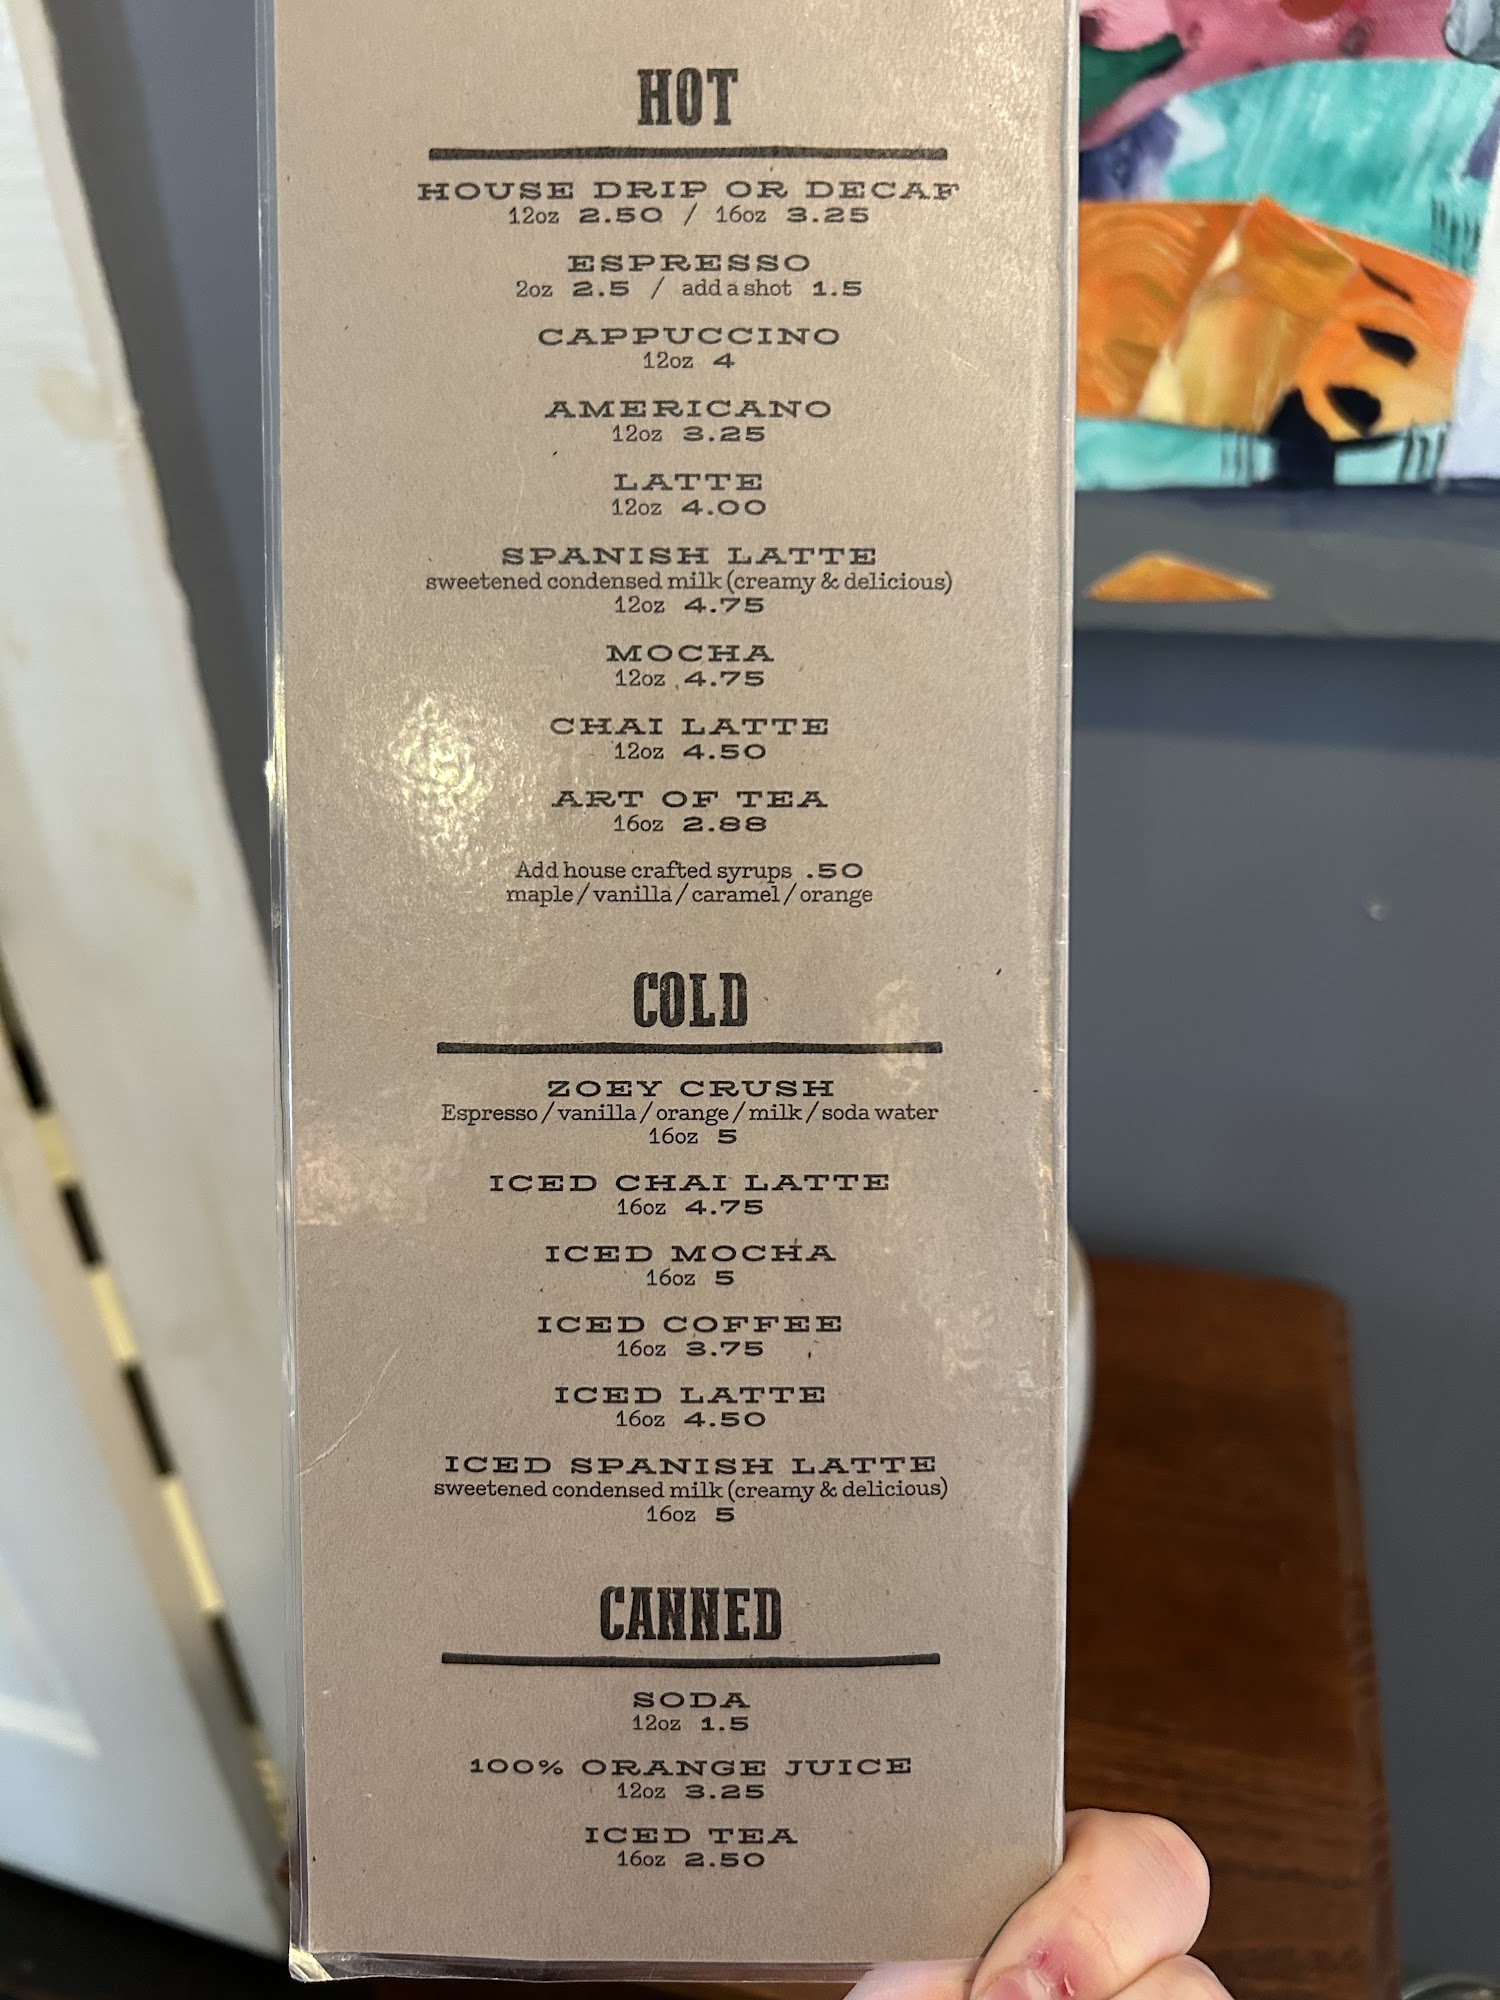 HOT
HOUSE DRIP OR DECAF
12oz 2.50 / 16oz 3.25
ESPRESSO
2oz 2.5 / add a shot 1.5
CAPPUCCINO
12oz 4
AMERICANO
12oz 3.25
LATTE
12oz 4.00
SPANISH LATTE
sweetened condensed milk (creamy & delicious)
12oz 4.75
MOCHA
12oz 4.75
CHAI LATTE
12oz 4.50
ART OF TEA
16oz 2.88
Add house crafted syrups .50
maple / vanilla / caramel / orange
COLD
ZOEY CRUSH
Espresso / vanilla / orange / milk / soda water
16oz 5
ICED CHAI LATTE
16oz 4.75
ICED MOCHA
16oz 5
ICED COFFEE
16oz 3.75
ICED LATTE
16oz 4.50
ICED SPANISH LATTE
sweetened condensed milk (creamy & delicious)
16oz 5
CANNED
SODA
12oz 1.5
100% ORANGE JUICE
12oz 3.25
ICED TEA
16oz 2.50